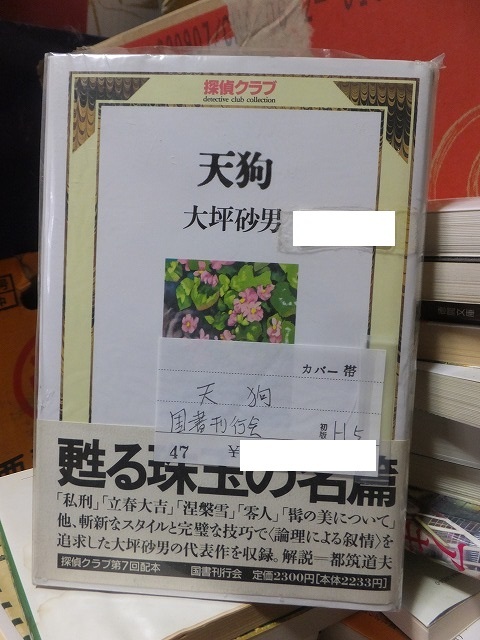 探偵クラブ
detective club collection
天狗
大坪砂男
カバー帯
天狗
国書刊行会 初版 H5
47 ¥
甦る珠玉の名篇
「私刑」「立春大吉」「涅槃雪」「零人」「髯の美について」
他、斬新なスタイルと完璧な技巧で〈論理による叙情〉を
追求した大坪砂男の代表作を収録。解説―都筑道夫
探偵クラブ第7回配本 国書刊行会 定価2300円[本体2233円]
アサ